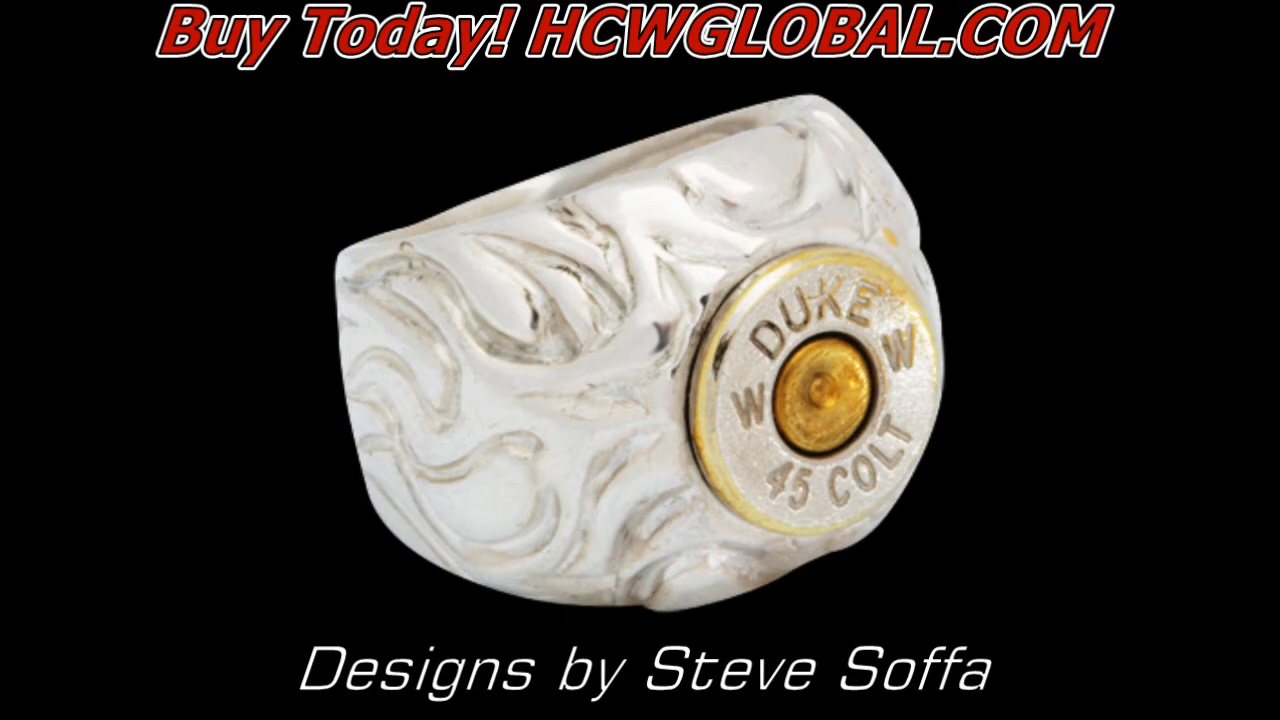 Buy Today! HCWGLOBAL.COM
DUKE
W W
45 COLT
Designs by Steve Soffa